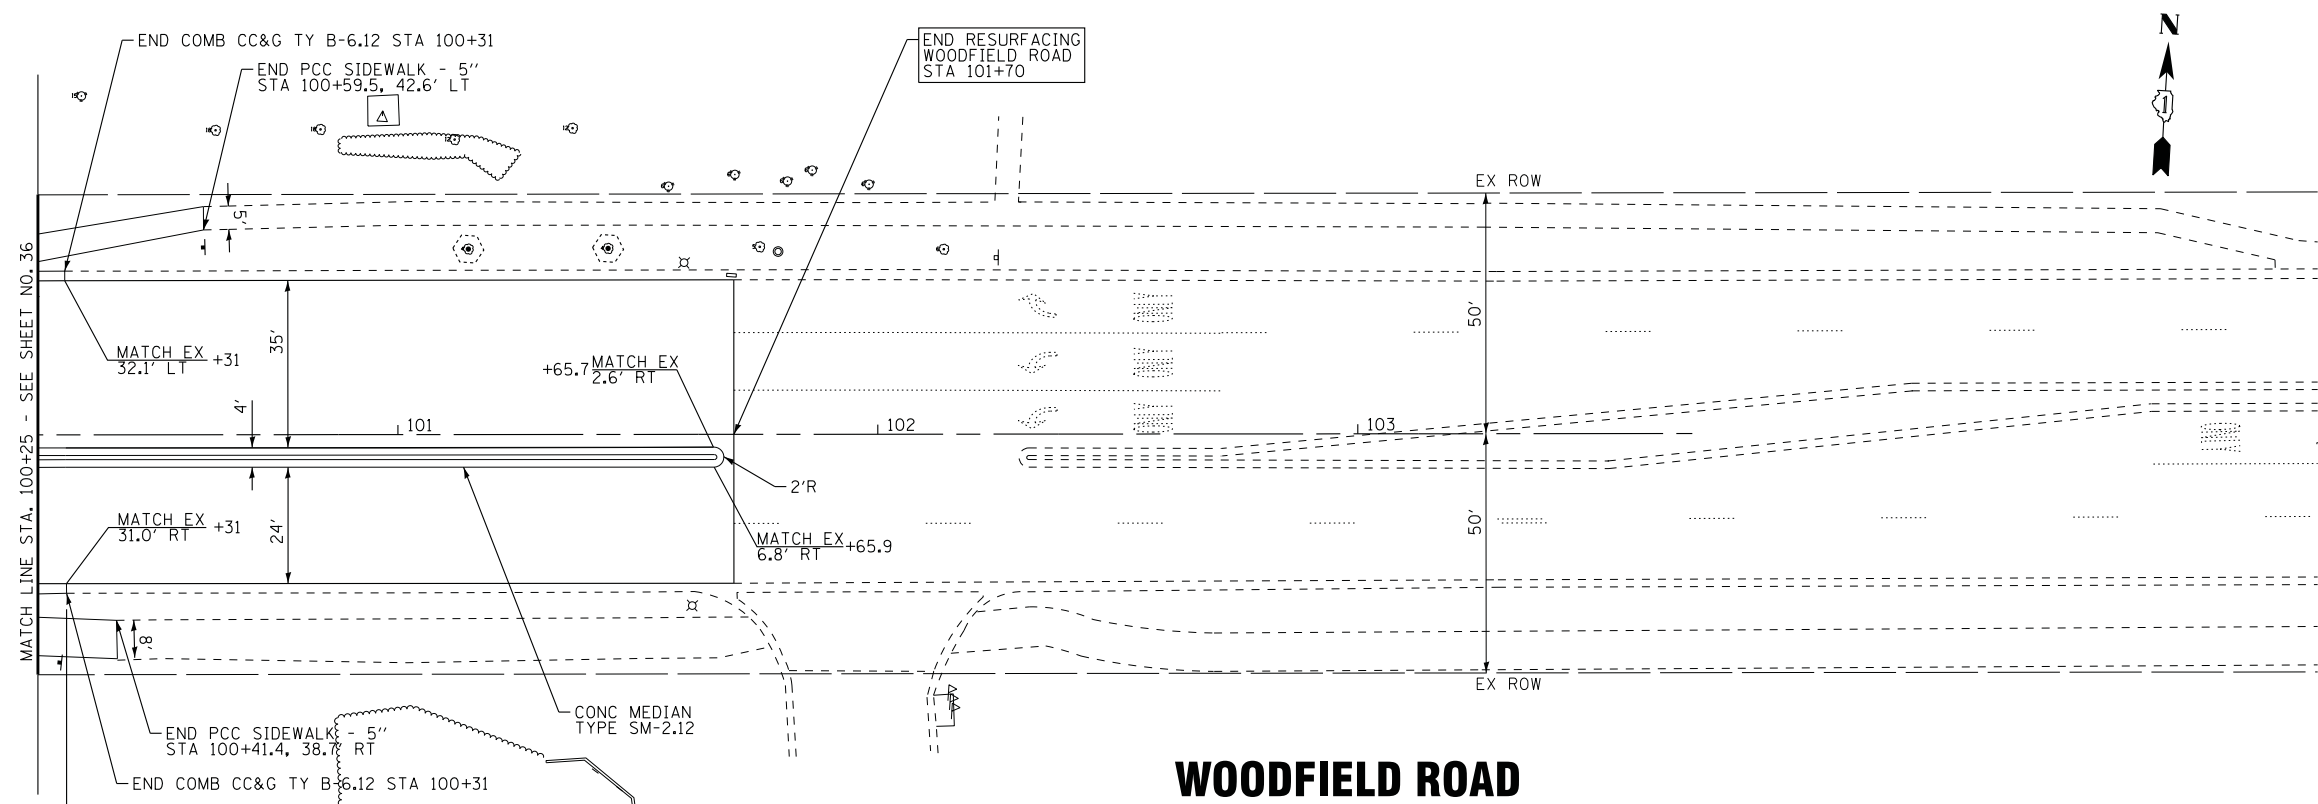 END COMB CC&G TY B-6.12 STA 100+31
END PCC SIDEWALK - 5''
STA 100+59.5, 42.6' LT
END RESURFACING
WOODFIELD ROAD
STA 101+70
N
1
EX ROW
5'
MATCH LINE STA. 100+25 - SEE SHEET NO. 36
35'
50'
MATCH EX +31
32.1' LT
+65.7 MATCH EX
2.6' RT
4'
101
102
103
2'R
MATCH EX +31
31.0' RT
24'
50'
MATCH EX +65.9
6.8' RT
8'
EX ROW
CONC MEDIAN
TYPE SM-2.12
END PCC SIDEWALK - 5''
STA 100+41.4, 38.7' RT
END COMB CC&G TY B-6.12 STA 100+31
WOODFIELD ROAD